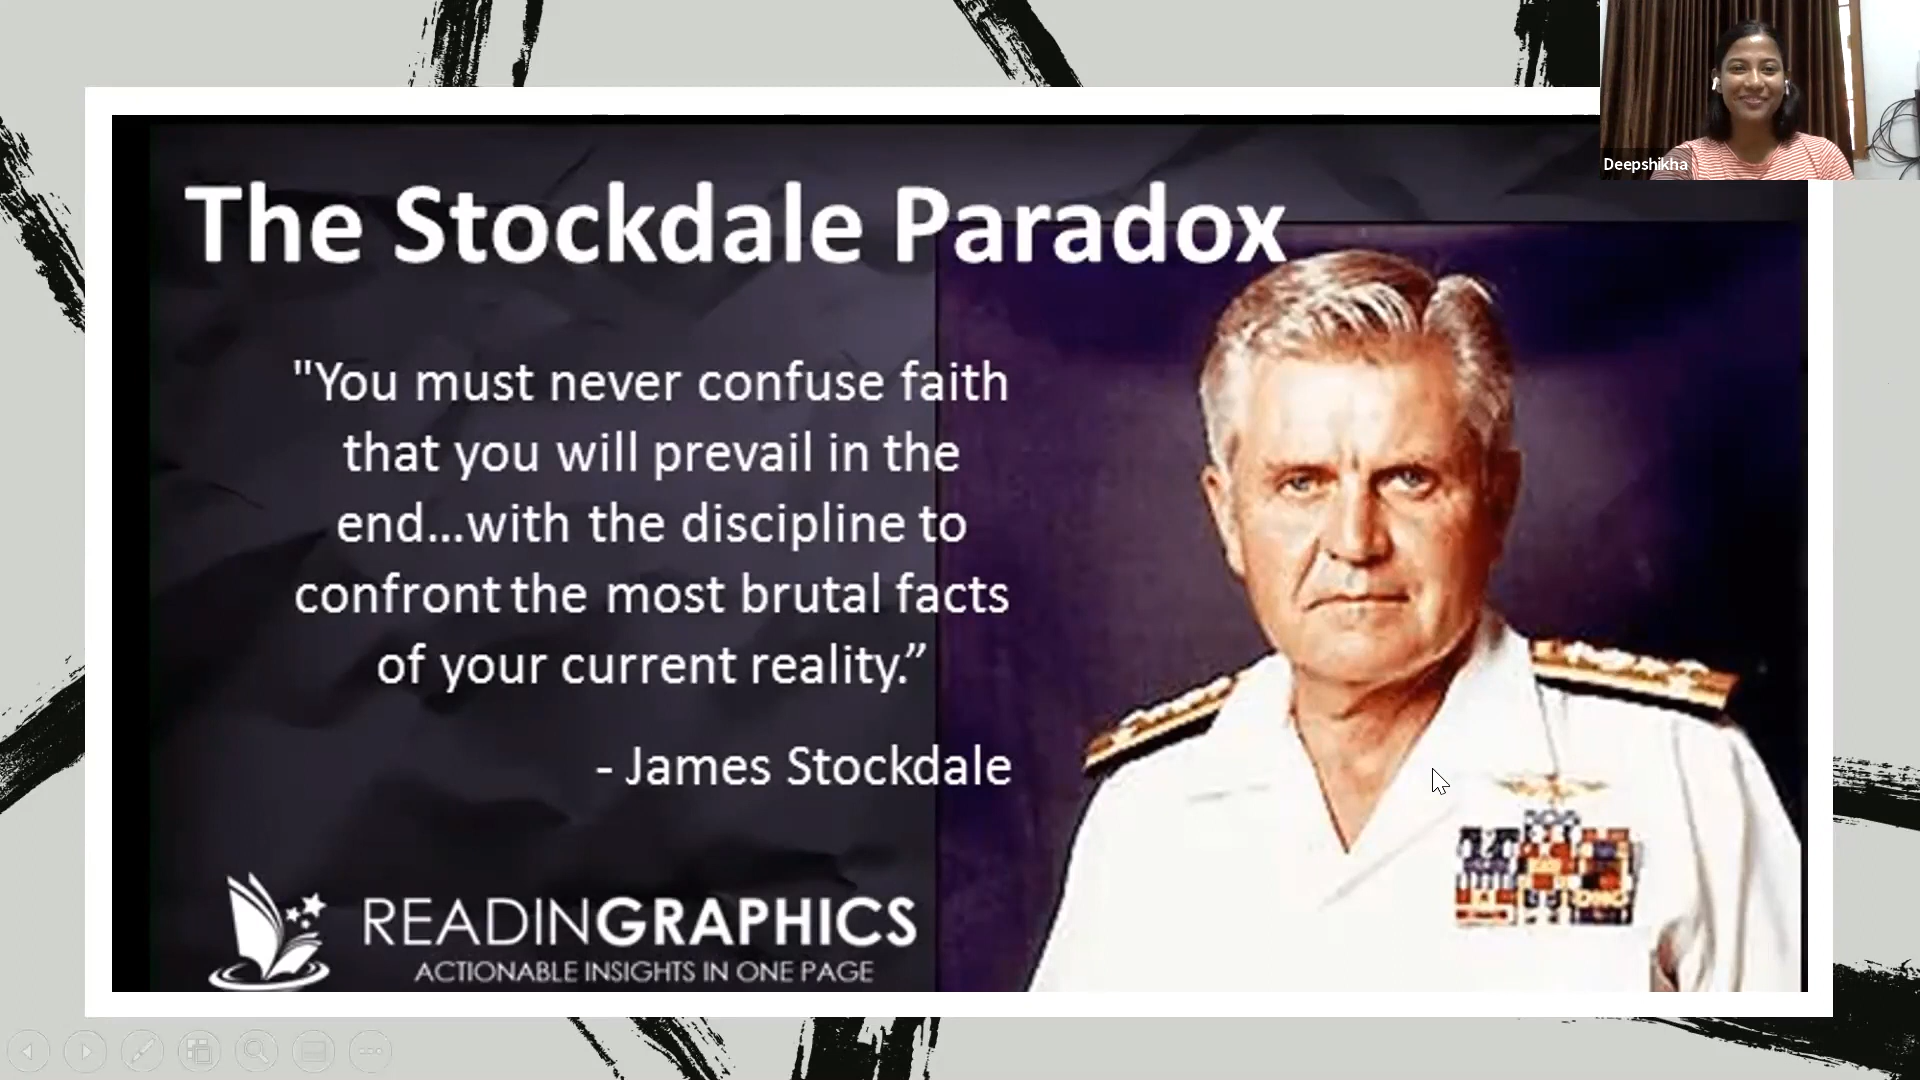 Deepshikha
The Stockdale Paradox
"You must never confuse faith
that you will prevail in the
end...with the discipline to
confront the most brutal facts
of your current reality.”
- James Stockdale
READINGRAPHICS
ACTIONABLE INSIGHTS IN ONE PAGE